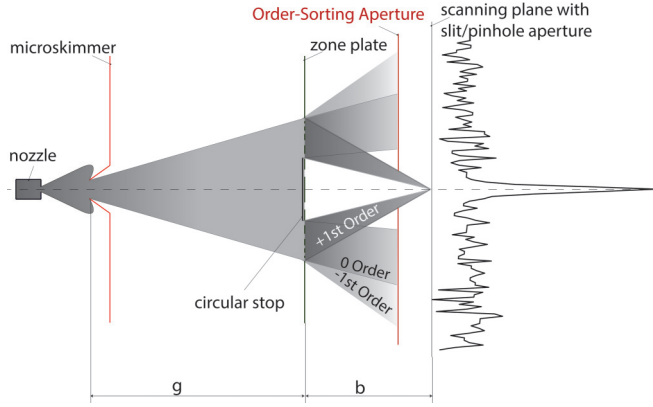 Order-Sorting Aperture
scanning plane with
slit/pinhole aperture
microskimmer
zone plate
nozzle
+1st Order
0 Order
-1st Order
circular stop
g
b